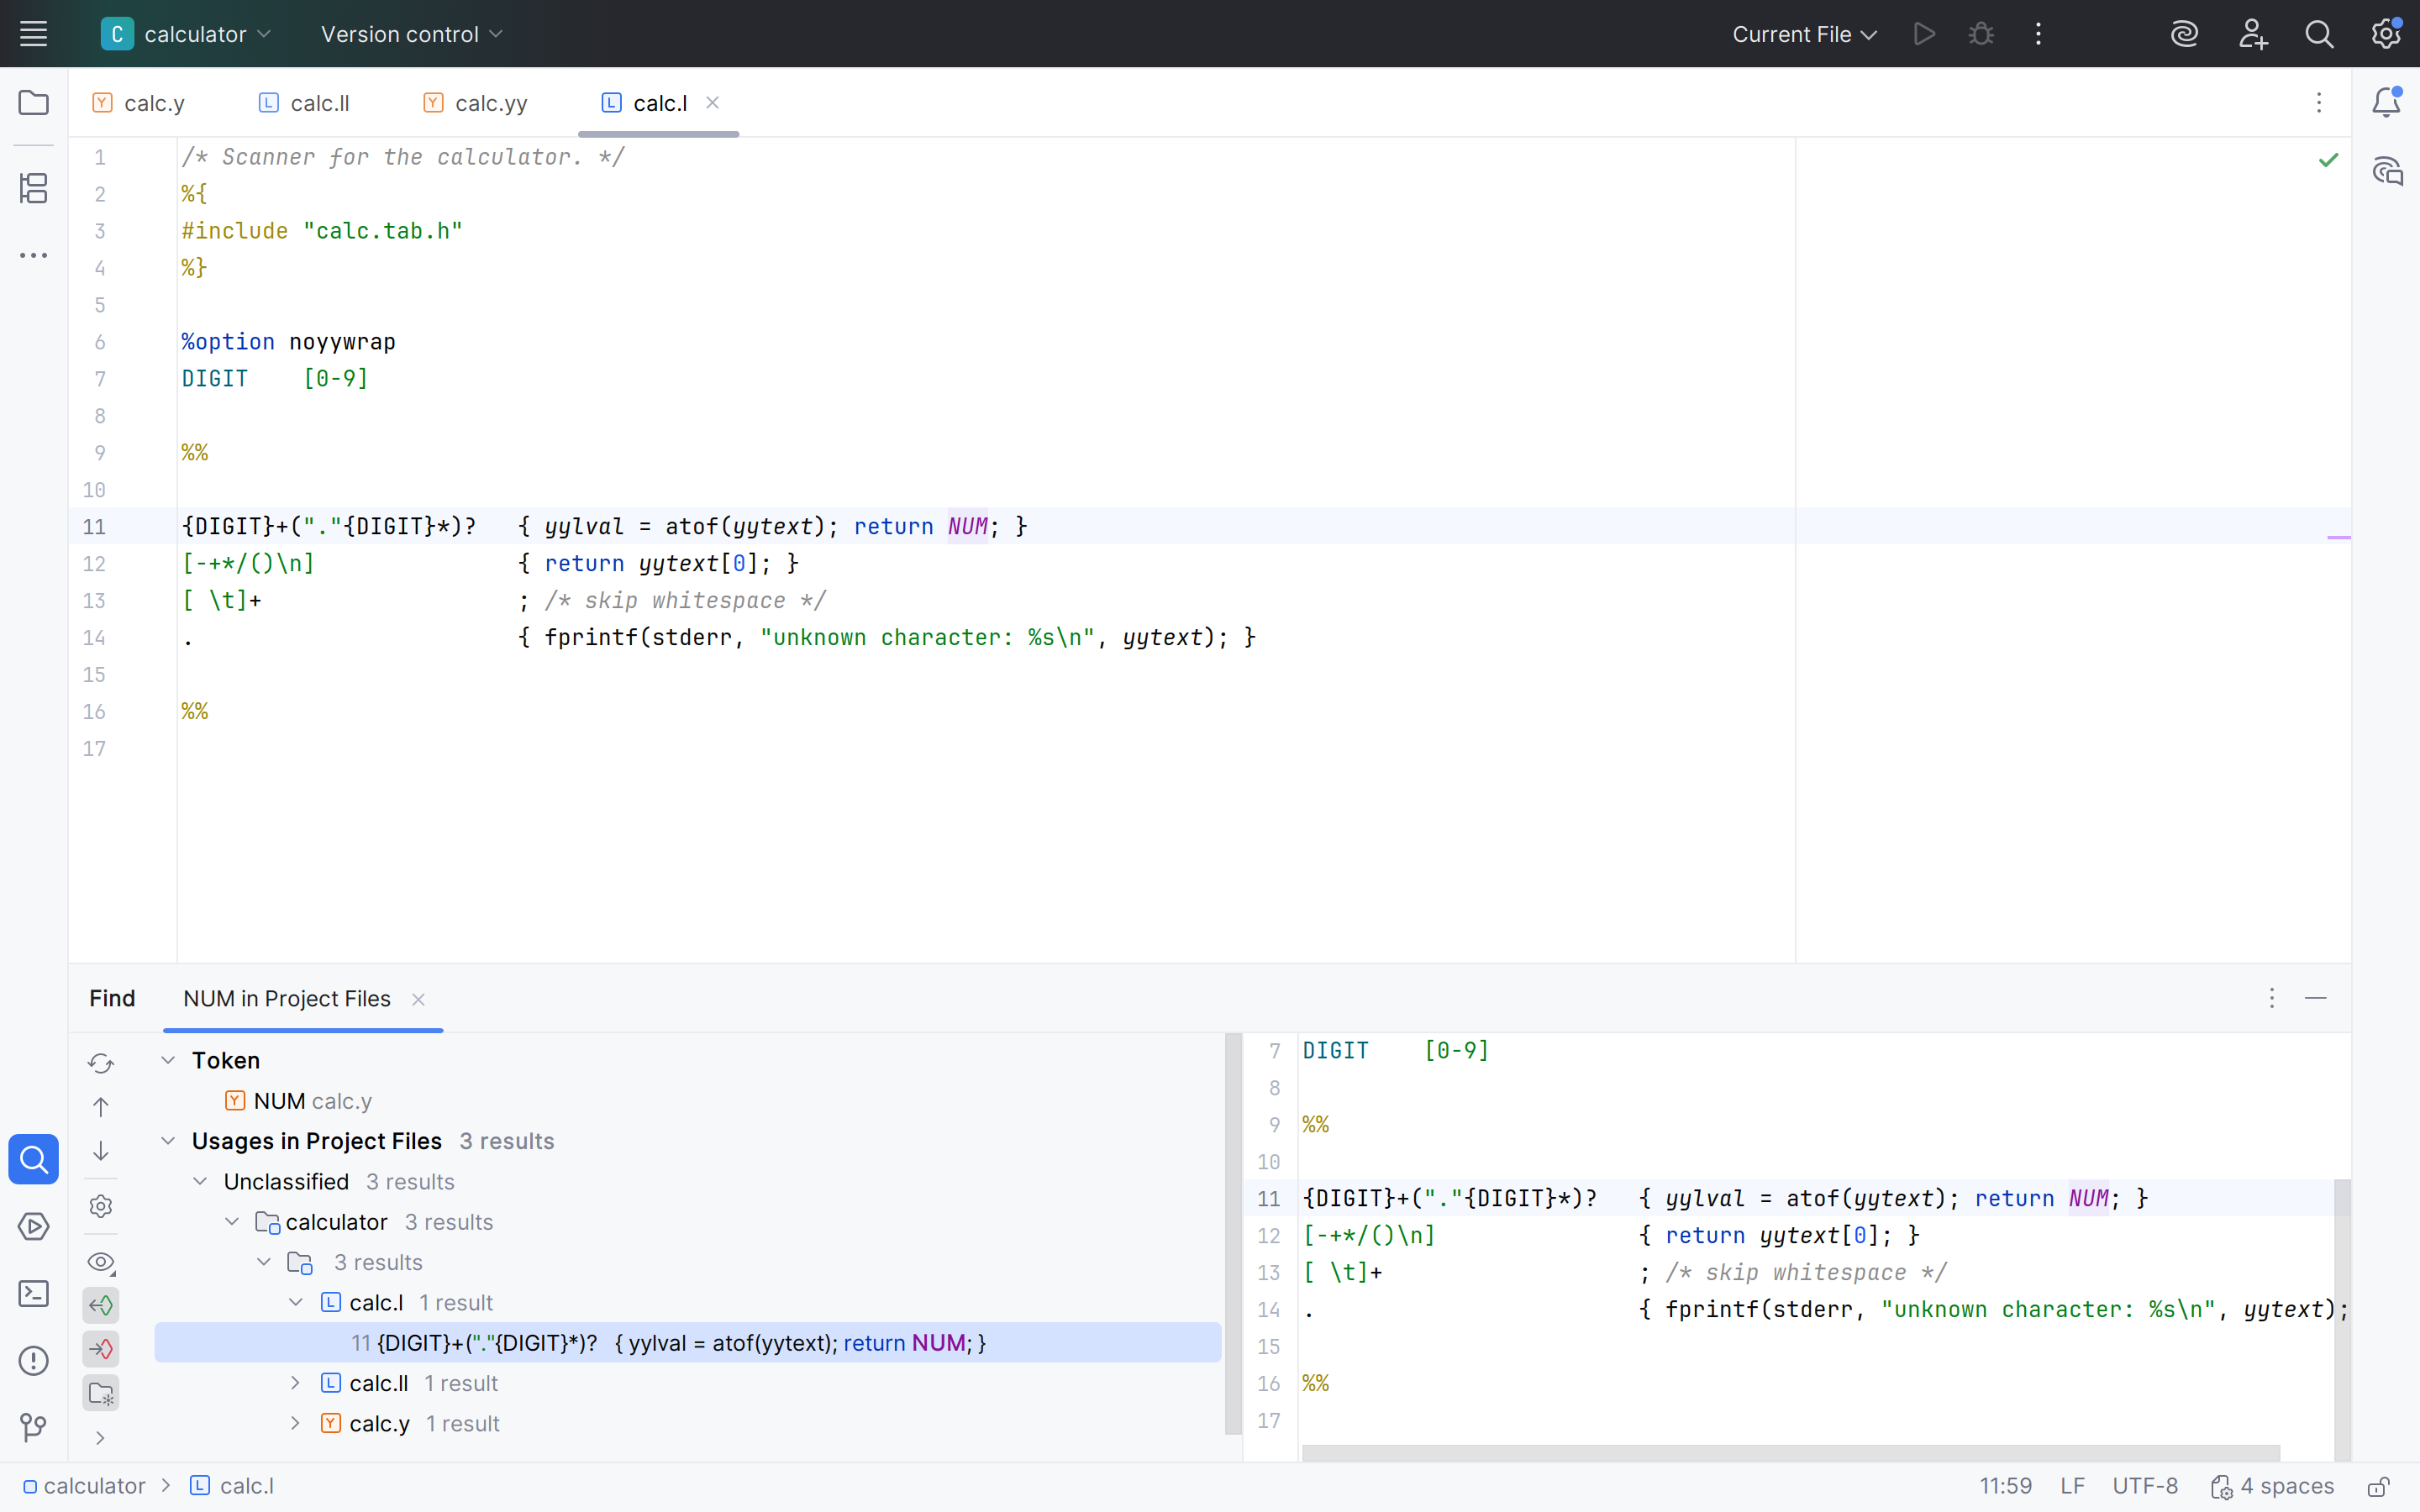 C calculator Version control Current File
Y calc.y L calc.ll Y calc.yy L calc.l
1 /* Scanner for the calculator. */
2 %{
3 #include "calc.tab.h"
4 %}
5
6 %option noyywrap
7 DIGIT    [0-9]
8
9 %%
10
11 {DIGIT}+("."{DIGIT}*)?   { yylval = atof(yytext); return NUM; }
12 [-+*/()\n]               { return yytext[0]; }
13 [ \t]+                   ; /* skip whitespace */
14 .                        { fprintf(stderr, "unknown character: %s\n", yytext); }
15
16 %%
17
Find NUM in Project Files
Token
Y NUM calc.y
Usages in Project Files 3 results
Unclassified 3 results
calculator 3 results
3 results
L calc.l 1 result
11 {DIGIT}+("."{DIGIT}*)?   { yylval = atof(yytext); return NUM; }
L calc.ll 1 result
Y calc.y 1 result
7 DIGIT    [0-9]
8
9 %%
10
11 {DIGIT}+("."{DIGIT}*)?   { yylval = atof(yytext); return NUM; }
12 [-+*/()\n]               { return yytext[0]; }
13 [ \t]+                   ; /* skip whitespace */
14 .                        { fprintf(stderr, "unknown character: %s\n", yytext);
15
16 %%
17
calculator L calc.l 11:59 LF UTF-8 4 spaces